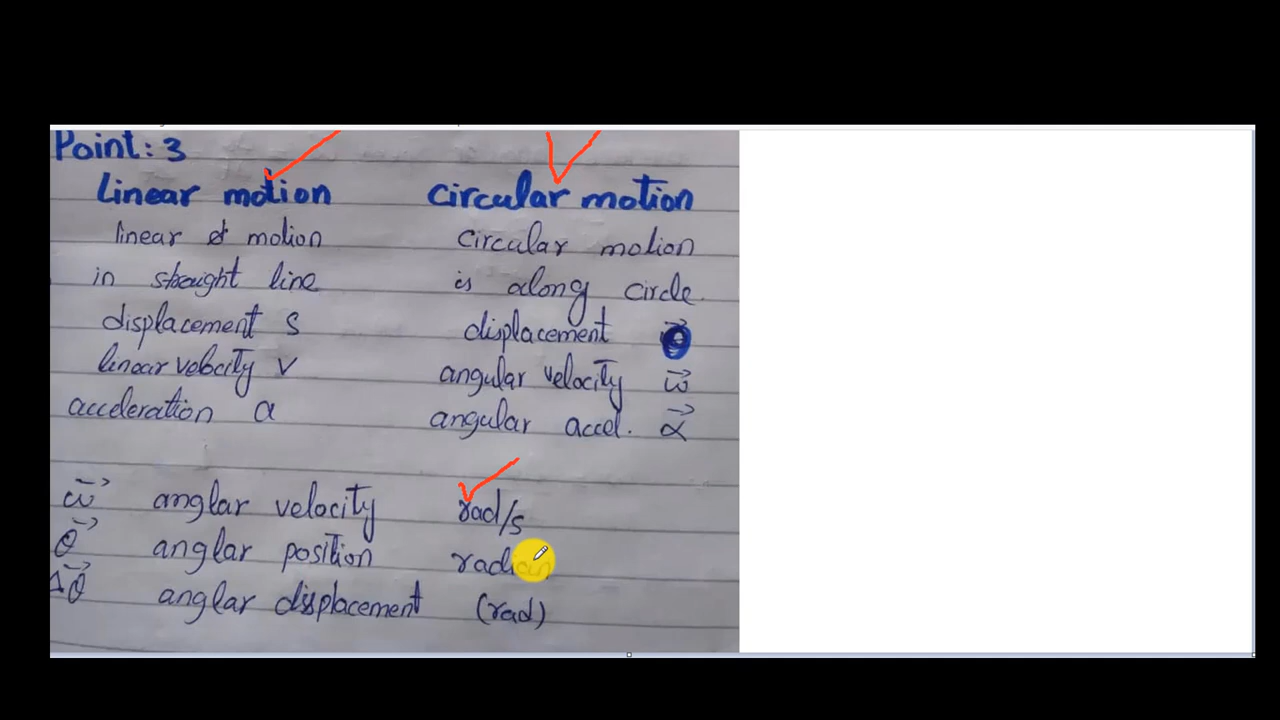 Point: 3
Linear motion circular motion
linear motion circular motion
in straight line is along circle.
displacement S displacement θ⃗
linear velocity v angular velocity ω⃗
acceleration a angular accel. α⃗
ω⃗ anglar velocity rad/s
θ⃗ anglar position radian
Δθ⃗ anglar displacement (rad)